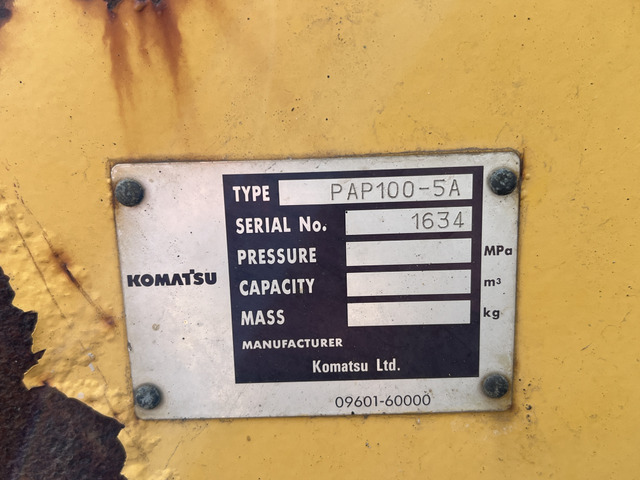 TYPE PAP100-5A
SERIAL No. 1634
PRESSURE MPa
KOMATSU
CAPACITY m³
MASS kg
MANUFACTURER
Komatsu Ltd.
09601-60000